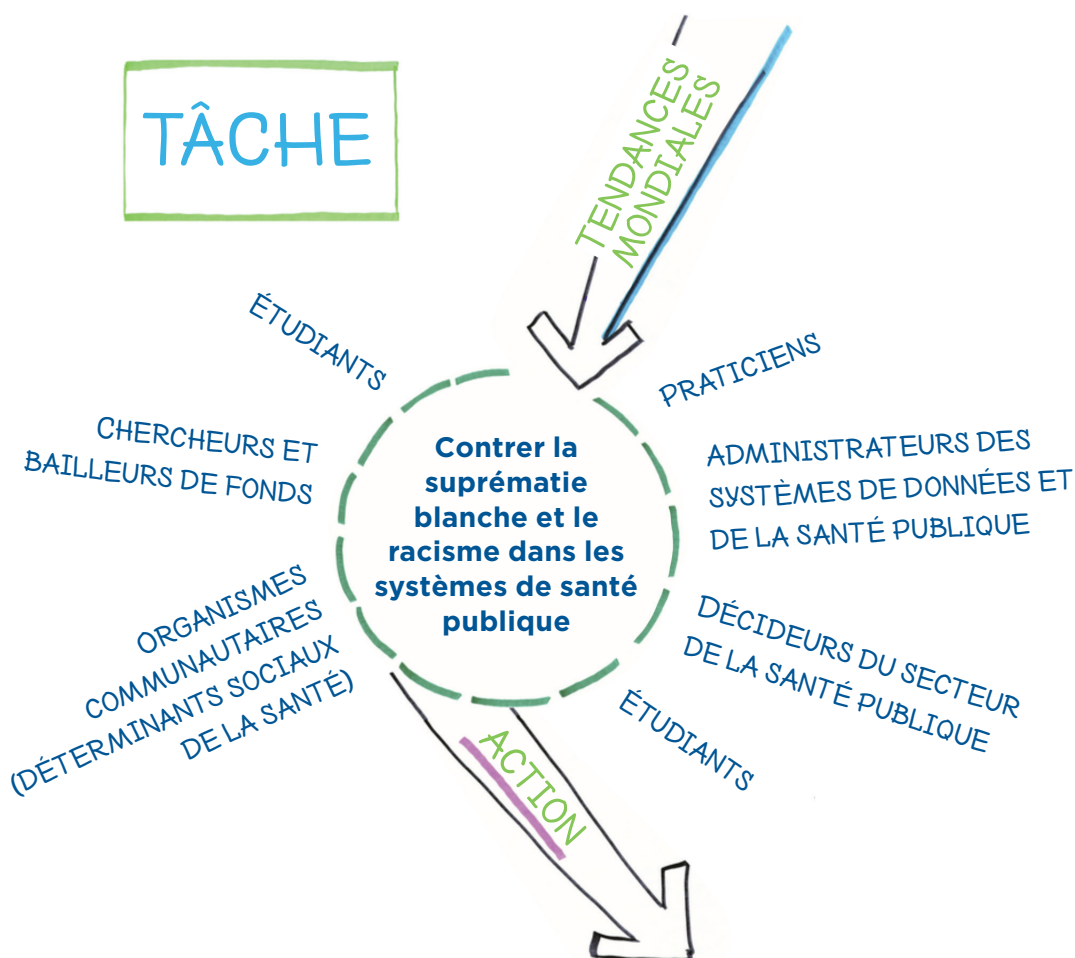 TÂCHE
TENDANCES
MONDIALES
ÉTUDIANTS
PRATICIENS
CHERCHEURS ET
BAILLEURS DE FONDS
ADMINISTRATEURS DES
SYSTÈMES DE DONNÉES ET
DE LA SANTÉ PUBLIQUE
Contrer la
suprématie
blanche et le
racisme dans les
systèmes de santé
publique
ORGANISMES
COMMUNAUTAIRES
(DÉTERMINANTS SOCIAUX
DE LA SANTÉ)
DÉCIDEURS DU SECTEUR
DE LA SANTÉ PUBLIQUE
ÉTUDIANTS
ACTION